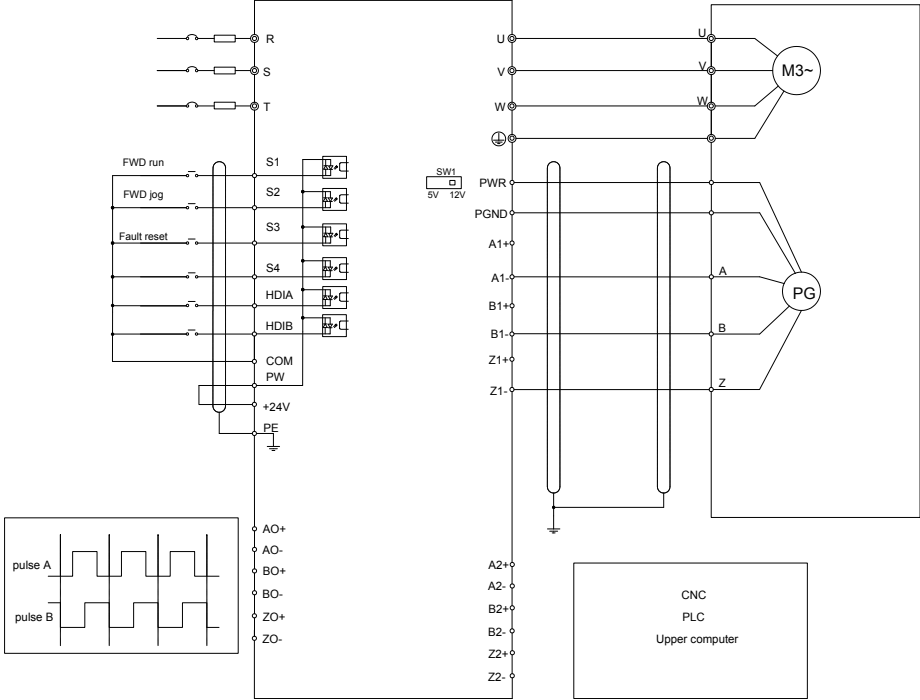 R
S
T
FWD run
S1
FWD jog
S2
Fault reset
S3
S4
HDIA
HDIB
COM
PW
+24V
PE
SW1
5V 12V
U
V
W
PWR
PGND
A1+
A1-
B1+
B1-
Z1+
Z1-
U
V
W
M3~
A
B
Z
PG
pulse A
pulse B
AO+
AO-
BO+
BO-
ZO+
ZO-
A2+
A2-
B2+
B2-
Z2+
Z2-
CNC
PLC
Upper computer